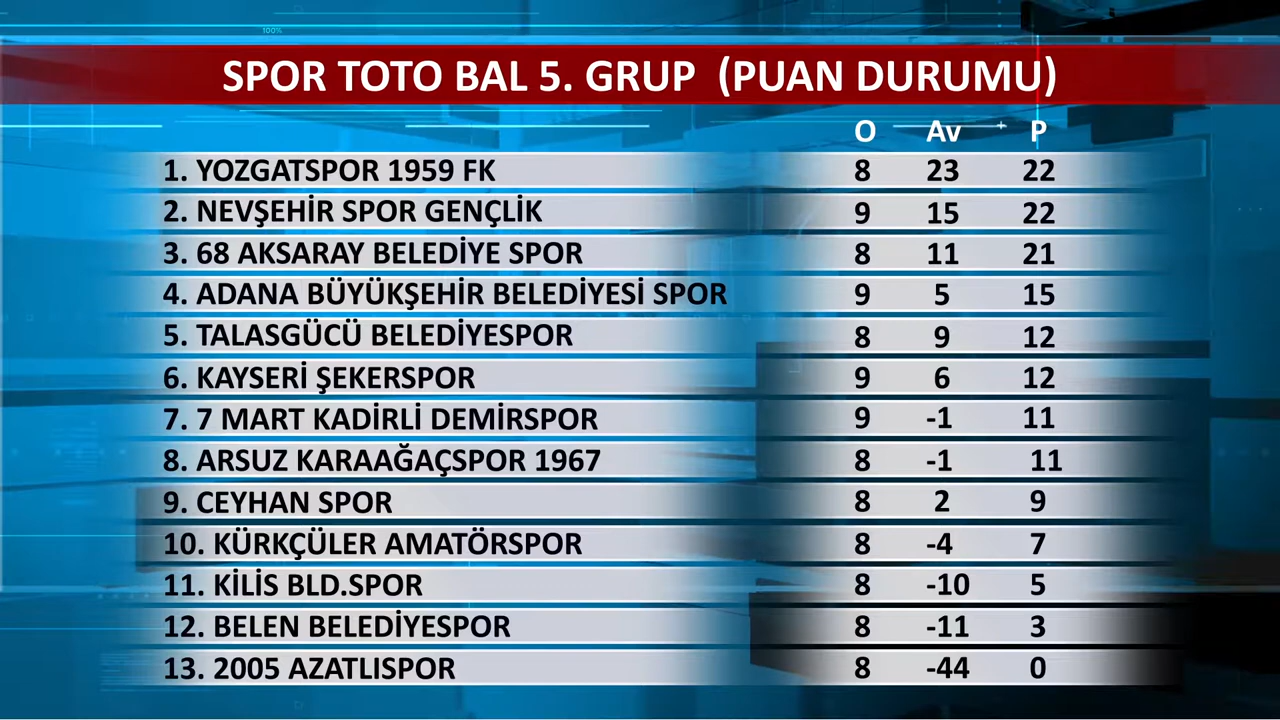 100%
SPOR TOTO BAL 5. GRUP (PUAN DURUMU)
O Av P
1. YOZGATSPOR 1959 FK 8 23 22
2. NEVŞEHİR SPOR GENÇLİK 9 15 22
3. 68 AKSARAY BELEDİYE SPOR 8 11 21
4. ADANA BÜYÜKŞEHİR BELEDİYESİ SPOR 9 5 15
5. TALASGÜCÜ BELEDİYESPOR 8 9 12
6. KAYSERİ ŞEKERSPOR 9 6 12
7. 7 MART KADİRLİ DEMİRSPOR 9 -1 11
8. ARSUZ KARAAĞAÇSPOR 1967 8 -1 11
9. CEYHAN SPOR 8 2 9
10. KÜRKÇÜLER AMATÖRSPOR 8 -4 7
11. KİLİS BLD.SPOR 8 -10 5
12. BELEN BELEDİYESPOR 8 -11 3
13. 2005 AZATLISPOR 8 -44 0